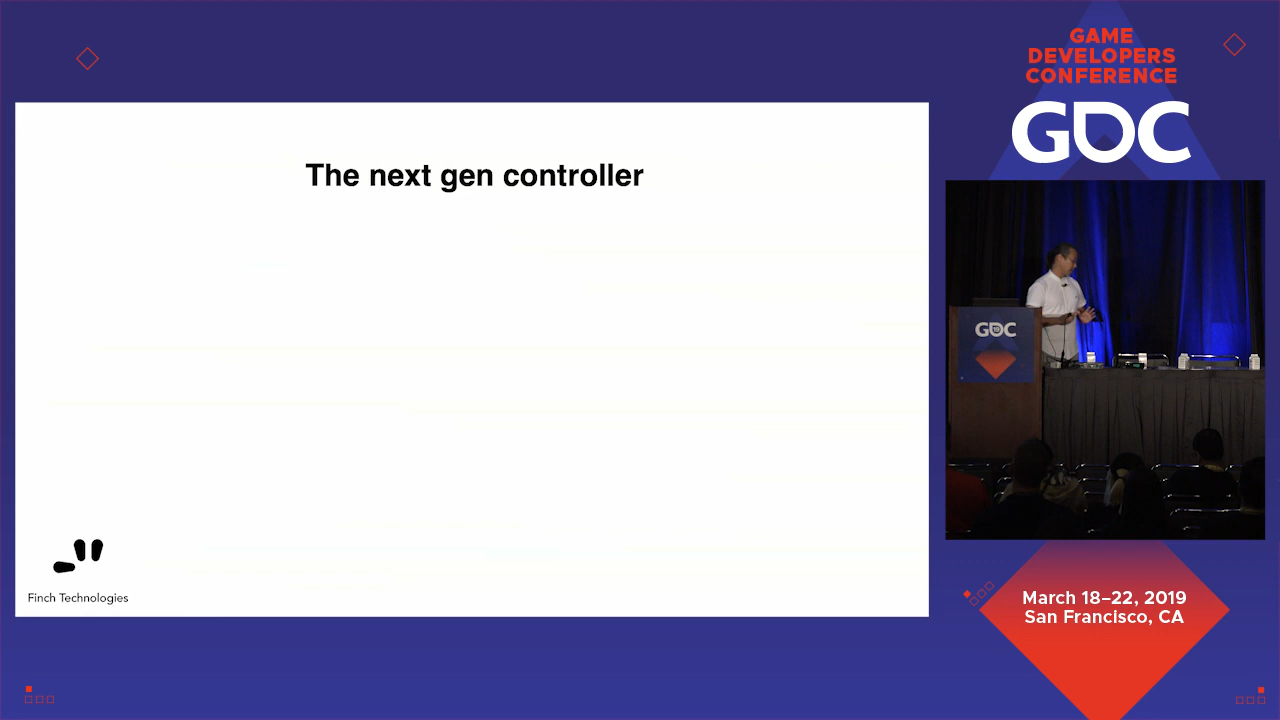 GAME
DEVELOPERS
CONFERENCE
GDC
The next gen controller
GDC
Finch Technologies
March 18–22, 2019
San Francisco, CA